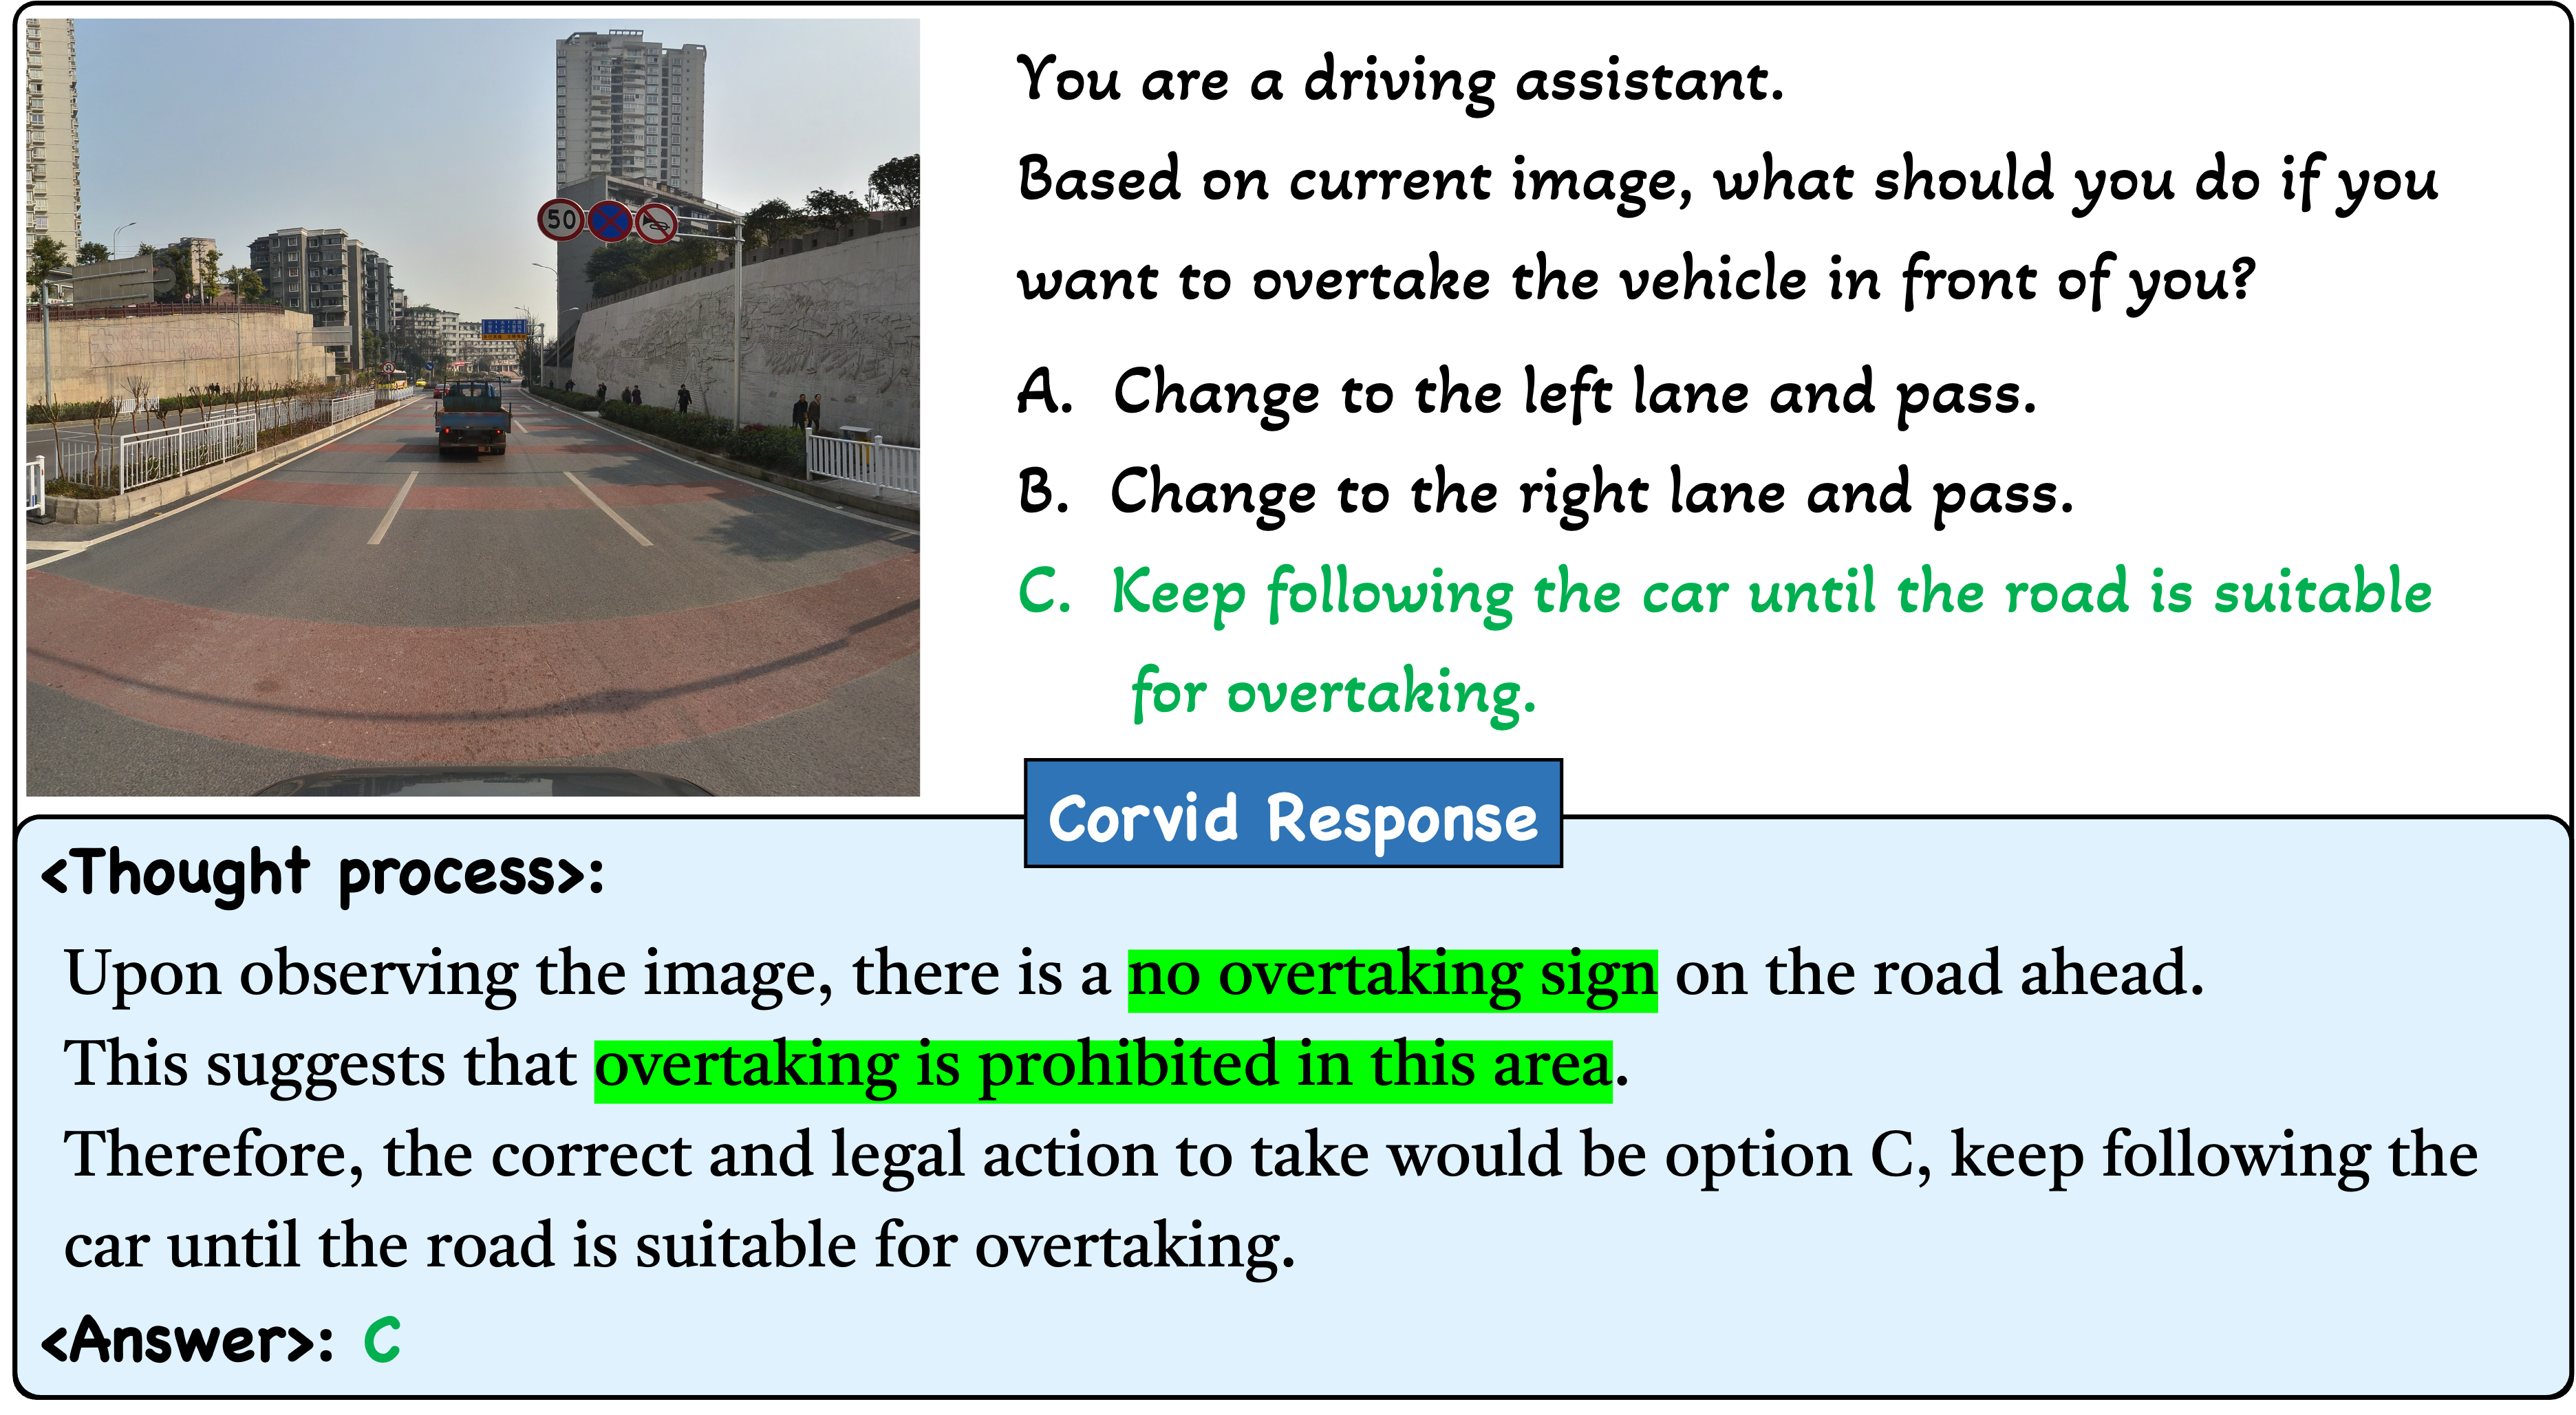 50
You are a driving assistant.
Based on current image, what should you do if you
want to overtake the vehicle in front of you?
A. Change to the left lane and pass.
B. Change to the right lane and pass.
C. Keep following the car until the road is suitable
for overtaking.
Corvid Response
<Thought process>:
Upon observing the image, there is a no overtaking sign on the road ahead.
This suggests that overtaking is prohibited in this area.
Therefore, the correct and legal action to take would be option C, keep following the
car until the road is suitable for overtaking.
<Answer>: C